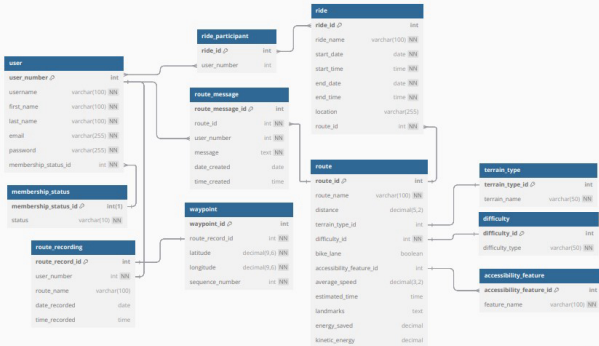 ride
ride_id int
ride_name varchar(100) NN
start_date date NN
start_time time NN
end_date date NN
end_time time NN
location varchar(255)
route_id int NN
ride_participant
ride_id int
user_number int
user
user_number int
username varchar(100) NN
first_name varchar(100) NN
last_name varchar(100) NN
email varchar(255) NN
password varchar(255) NN
membership_status_id int NN
route_message
route_message_id int
route_id int NN
user_number int NN
message text NN
date_created date
time_created time
route
route_id int
route_name varchar(100) NN
distance decimal(5,2)
terrain_type_id int
difficulty_id int NN
bike_lane boolean
accessibility_feature_id int
average_speed decimal(3,2)
estimated_time time
landmarks text
energy_saved decimal
kinetic_energy decimal
terrain_type
terrain_type_id int
terrain_name varchar(50) NN
membership_status
membership_status_id int(1)
status varchar(10) NN
waypoint
waypoint_id int
route_record_id int NN
latitude decimal(9,6) NN
longitude decimal(9,6) NN
sequence_number int NN
difficulty
difficulty_id int
difficulty_type varchar(50) NN
route_recording
route_record_id int
user_number int NN
route_name varchar(100)
date_recorded date
time_recorded time
accessibility_feature
accessibility_feature_id int
feature_name varchar(100) NN